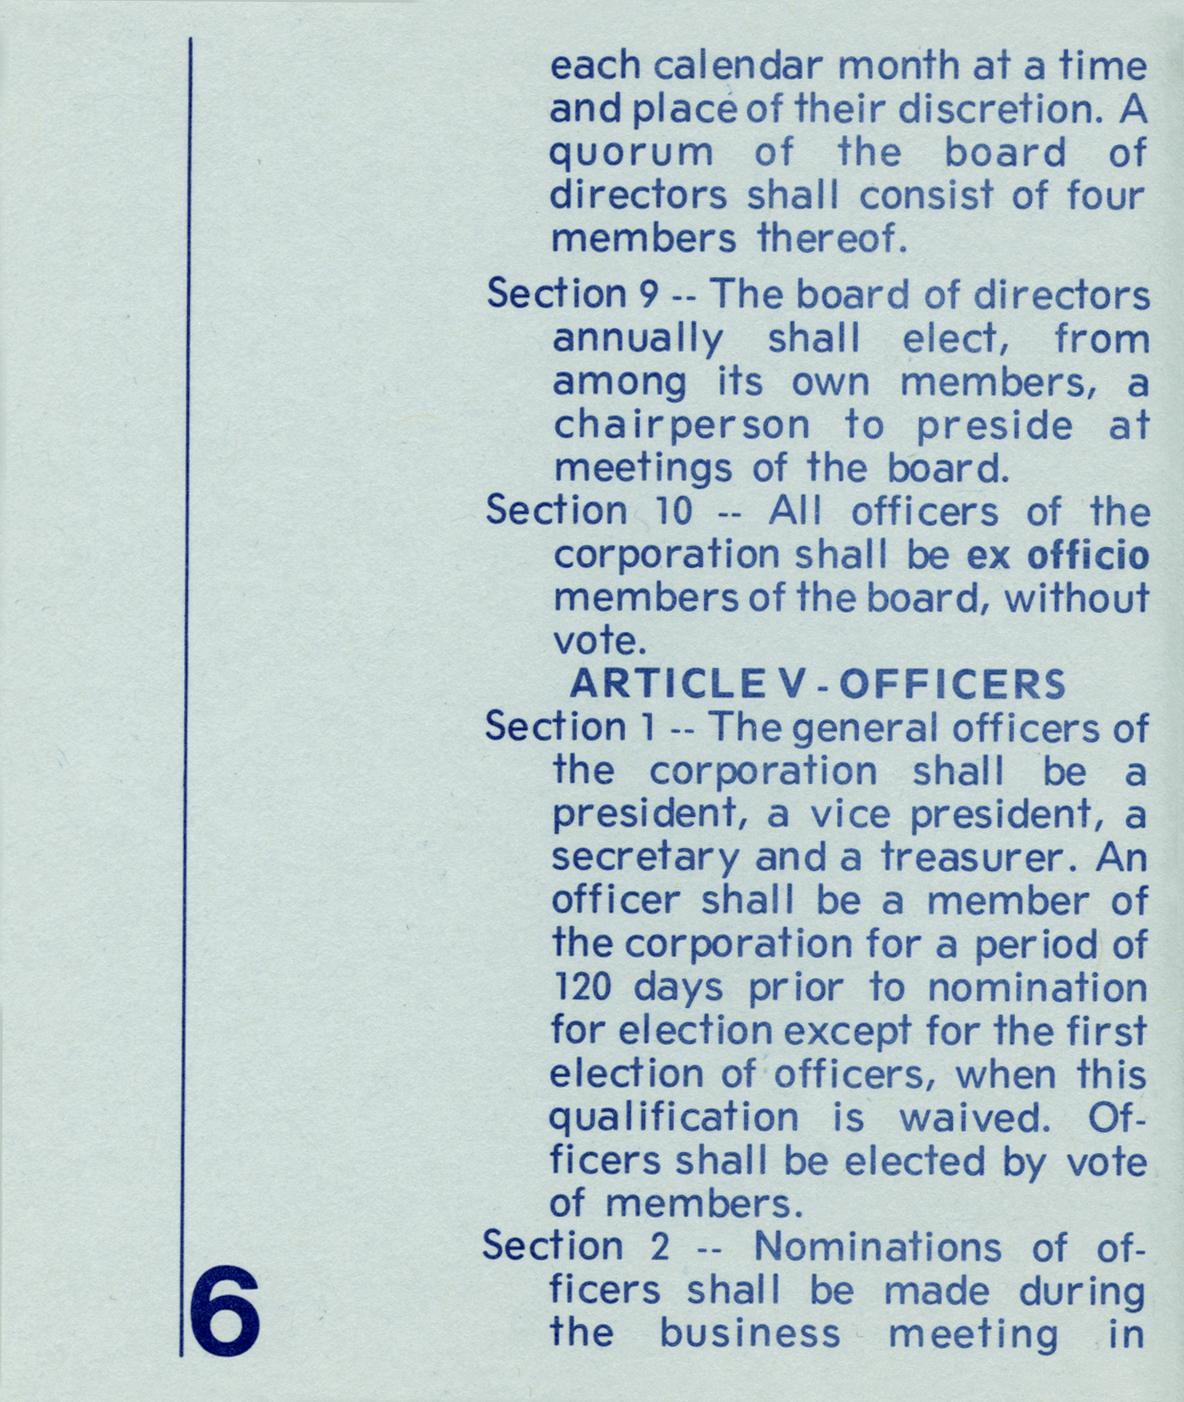 each calendar month at a time
and place of their discretion. A
quorum of the board of
directors shall consist of four
members thereof.
Section 9 -- The board of directors
annually shall elect, from
among its own members, a
chairperson to preside at
meetings of the board.
Section 10 -- All officers of the
corporation shall be ex officio
members of the board, without
vote.
ARTICLE V - OFFICERS
Section 1 -- The general officers of
the corporation shall be a
president, a vice president, a
secretary and a treasurer. An
officer shall be a member of
the corporation for a period of
120 days prior to nomination
for election except for the first
election of officers, when this
qualification is waived. Of-
ficers shall be elected by vote
of members.
Section 2 -- Nominations of of-
ficers shall be made during
the business meeting in
6